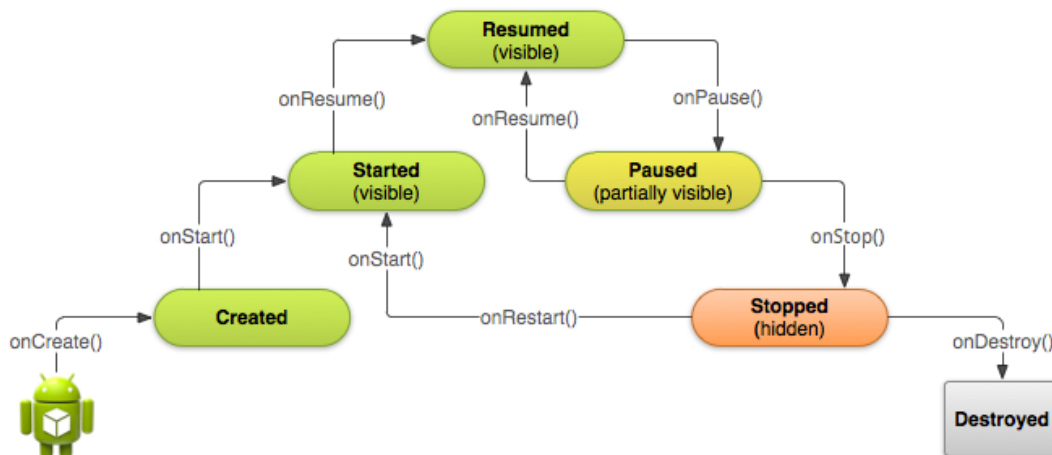 Resumed
(visible)
onResume()
onResume()
onPause()
Started
(visible)
Paused
(partially visible)
onStart()
onStart()
onStop()
Created
onRestart()
Stopped
(hidden)
onCreate()
onDestroy()
Destroyed